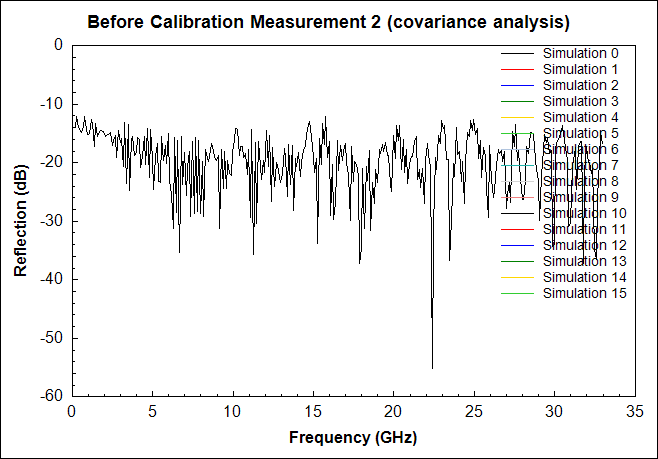 Before Calibration Measurement 2 (covariance analysis)
0
-10
-20
-30
-40
-50
-60
Reflection (dB)
0 5 10 15 20 25 30 35
Frequency (GHz)
Simulation 0
Simulation 1
Simulation 2
Simulation 3
Simulation 4
Simulation 5
Simulation 6
Simulation 7
Simulation 8
Simulation 9
Simulation 10
Simulation 11
Simulation 12
Simulation 13
Simulation 14
Simulation 15